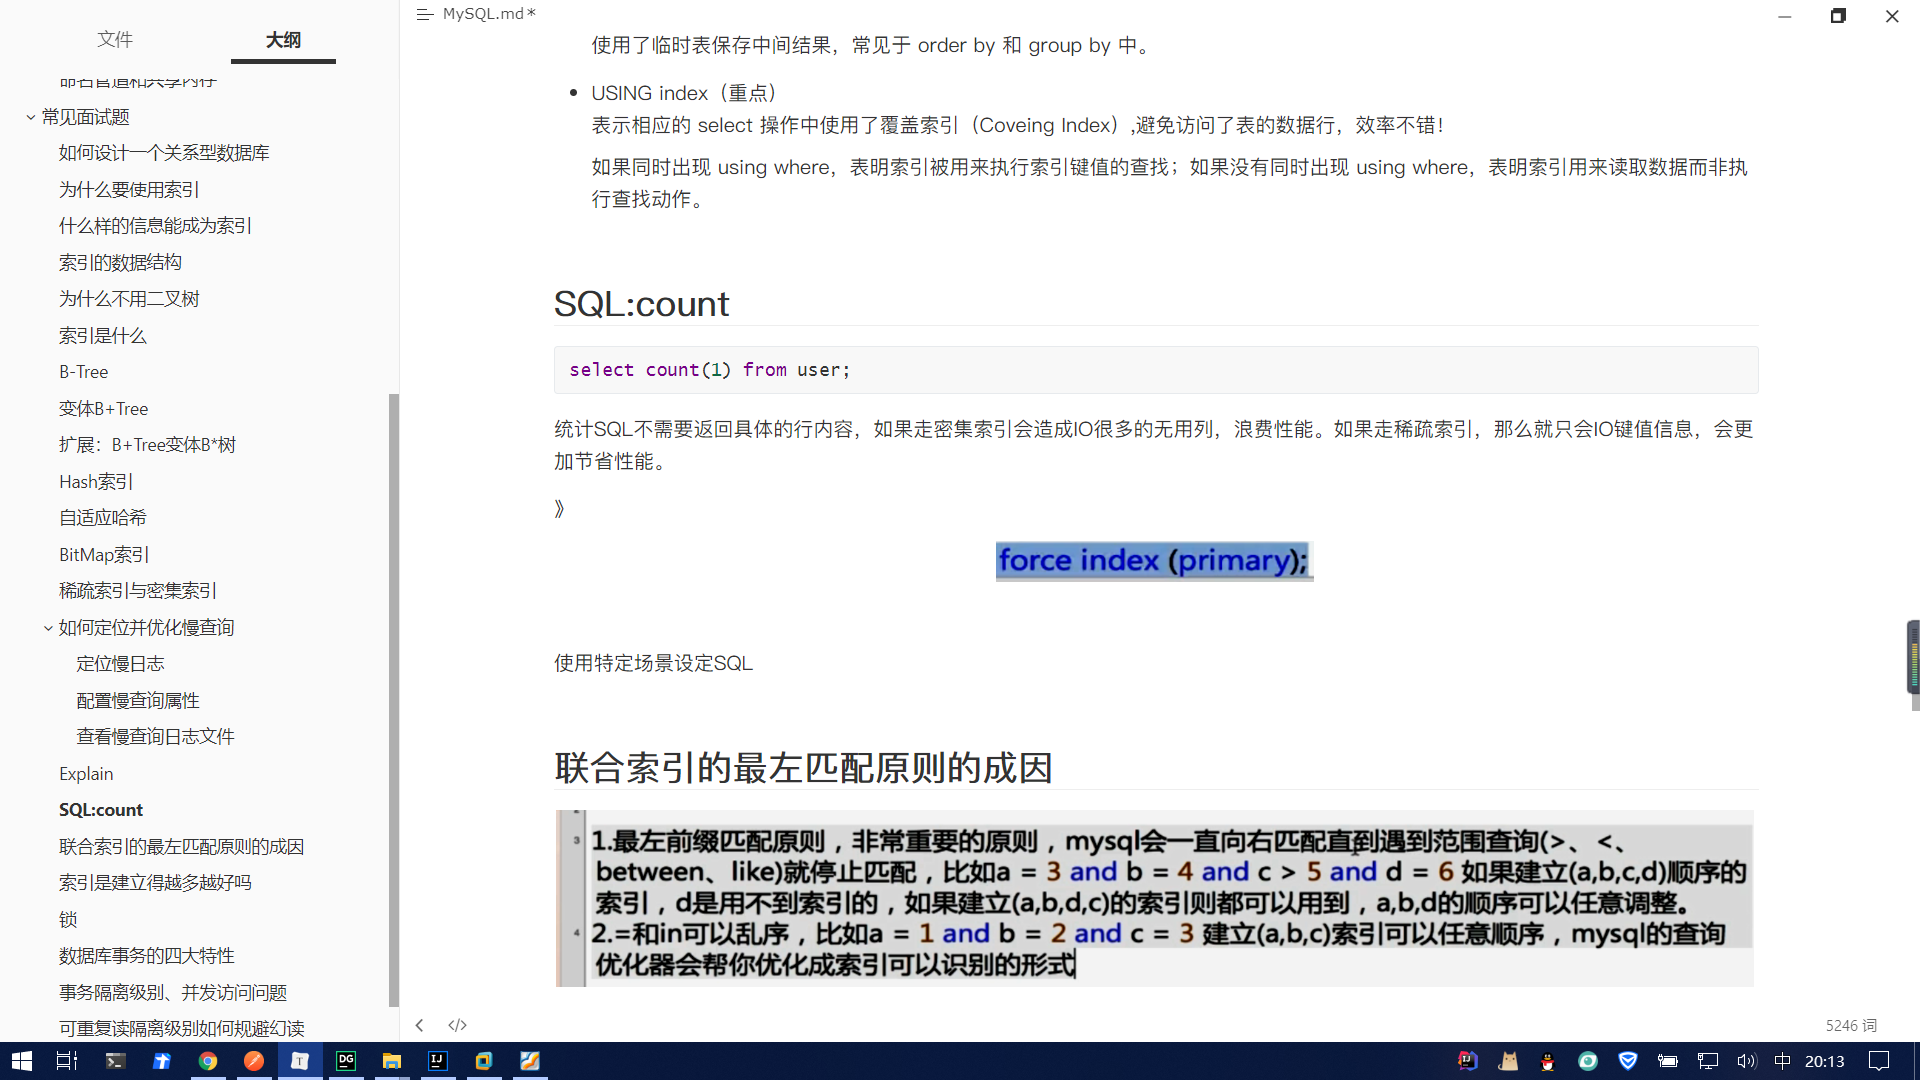 文件
大纲
命名管道和共享内存
常见面试题
如何设计一个关系型数据库
为什么要使用索引
什么样的信息能成为索引
索引的数据结构
为什么不用二叉树
索引是什么
B-Tree
变体B+Tree
扩展：B+Tree变体B*树
Hash索引
自适应哈希
BitMap索引
稀疏索引与密集索引
如何定位并优化慢查询
定位慢日志
配置慢查询属性
查看慢查询日志文件
Explain
SQL:count
联合索引的最左匹配原则的成因
索引是建立得越多越好吗
锁
数据库事务的四大特性
事务隔离级别、并发访问问题
可重复读隔离级别如何规避幻读
MySQL.md*
使用了临时表保存中间结果，常见于 order by 和 group by 中。
USING index（重点）
表示相应的 select 操作中使用了覆盖索引（Coveing Index）,避免访问了表的数据行，效率不错！
如果同时出现 using where，表明索引被用来执行索引键值的查找；如果没有同时出现 using where，表明索引用来读取数据而非执
行查找动作。
SQL:count
select count(1) from user;
统计SQL不需要返回具体的行内容，如果走密集索引会造成IO很多的无用列，浪费性能。如果走稀疏索引，那么就只会IO键值信息，会更
加节省性能。
》
force index (primary);
使用特定场景设定SQL
联合索引的最左匹配原则的成因
3 1.最左前缀匹配原则，非常重要的原则，mysql会一直向右匹配直到遇到范围查询(>、<、
between、like)就停止匹配，比如a = 3 and b = 4 and c > 5 and d = 6 如果建立(a,b,c,d)顺序的
索引，d是用不到索引的，如果建立(a,b,d,c)的索引则都可以用到，a,b,d的顺序可以任意调整。
4 2.=和in可以乱序，比如a = 1 and b = 2 and c = 3 建立(a,b,c)索引可以任意顺序，mysql的查询
优化器会帮你优化成索引可以识别的形式
</>
5246 词
T
DG
IJ
IJ
中
20:13